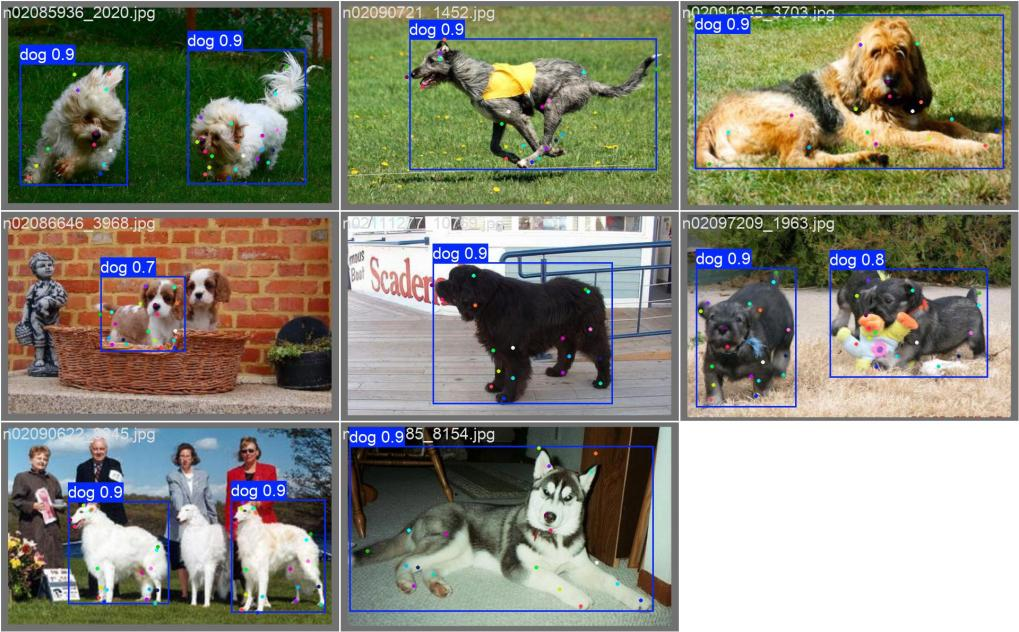 n02085936_2020.jpg
dog 0.9
dog 0.9
n02090721_1452.jpg
dog 0.9
n02091635_3703.jpg
dog 0.9
n02086646_3968.jpg
dog 0.7
dog 0.9
Scaden
n02097209_1963.jpg
dog 0.9
dog 0.8
dog 0.9
dog 0.9
85_8154.jpg
dog 0.9